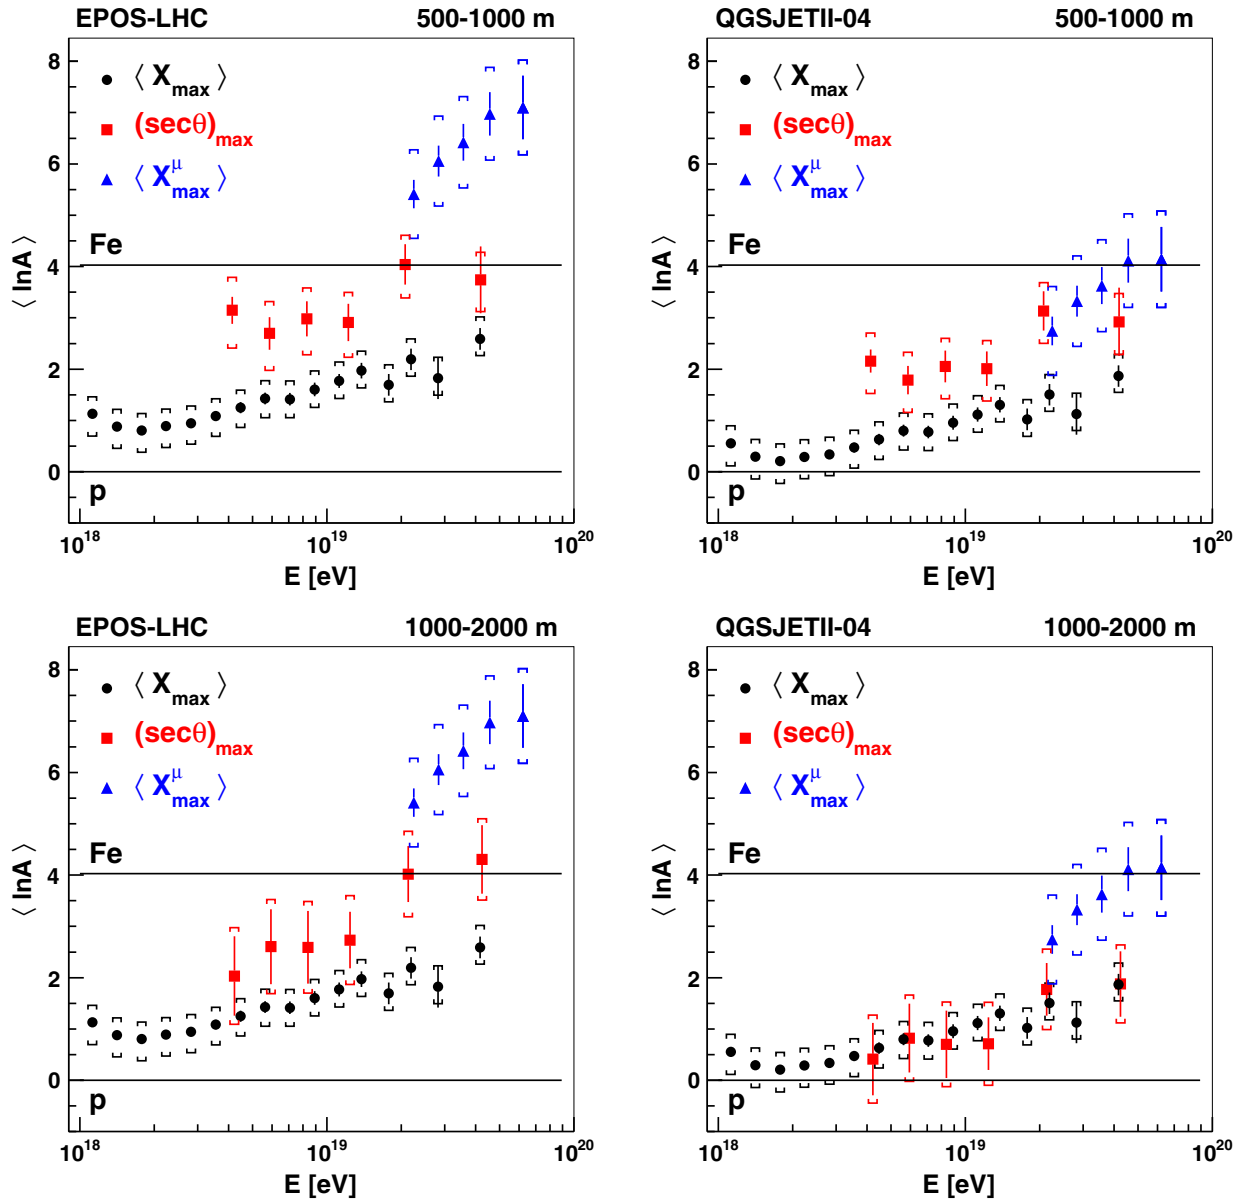 EPOS-LHC 500-1000 m
⟨ lnA ⟩
8
6
4
2
0
⟨ X_max ⟩
(secθ)_max
⟨ X^μ_max ⟩
Fe
p
10^18 10^19 10^20
E [eV]
QGSJETII-04 500-1000 m
⟨ lnA ⟩
8
6
4
2
0
⟨ X_max ⟩
(secθ)_max
⟨ X^μ_max ⟩
Fe
p
10^18 10^19 10^20
E [eV]
EPOS-LHC 1000-2000 m
⟨ lnA ⟩
8
6
4
2
0
⟨ X_max ⟩
(secθ)_max
⟨ X^μ_max ⟩
Fe
p
10^18 10^19 10^20
E [eV]
QGSJETII-04 1000-2000 m
⟨ lnA ⟩
8
6
4
2
0
⟨ X_max ⟩
(secθ)_max
⟨ X^μ_max ⟩
Fe
p
10^18 10^19 10^20
E [eV]